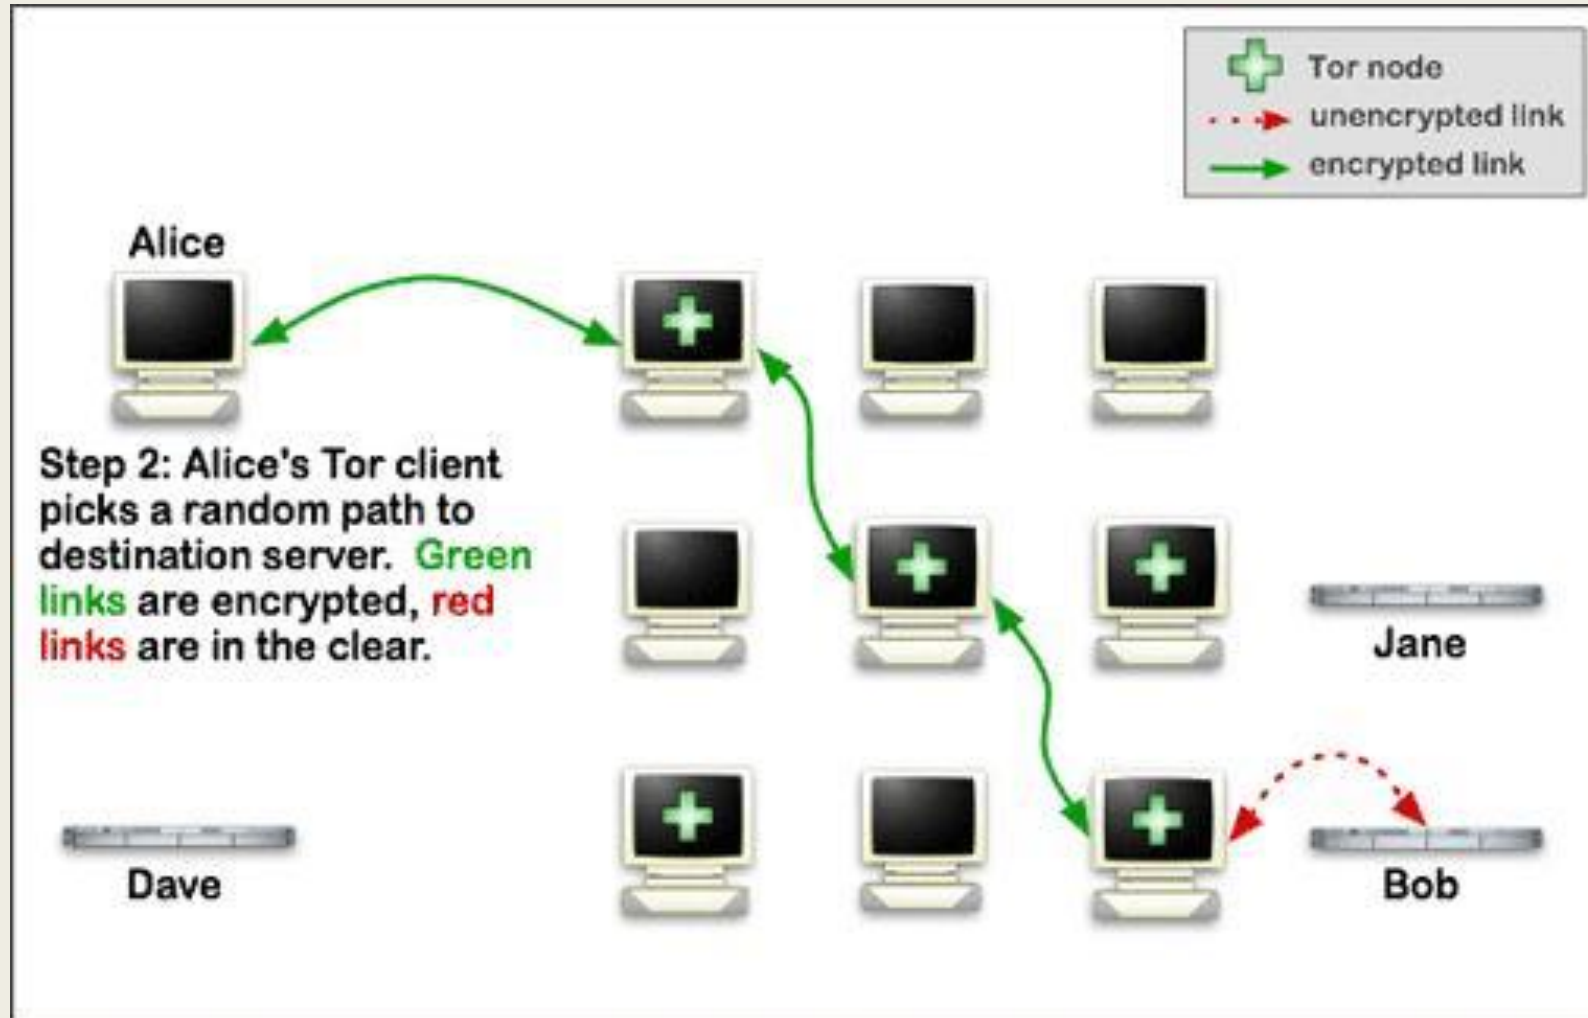 Tor node
unencrypted link
encrypted link
Alice
Step 2: Alice's Tor client
picks a random path to
destination server. Green
links are encrypted, red
links are in the clear.
Jane
Dave
Bob